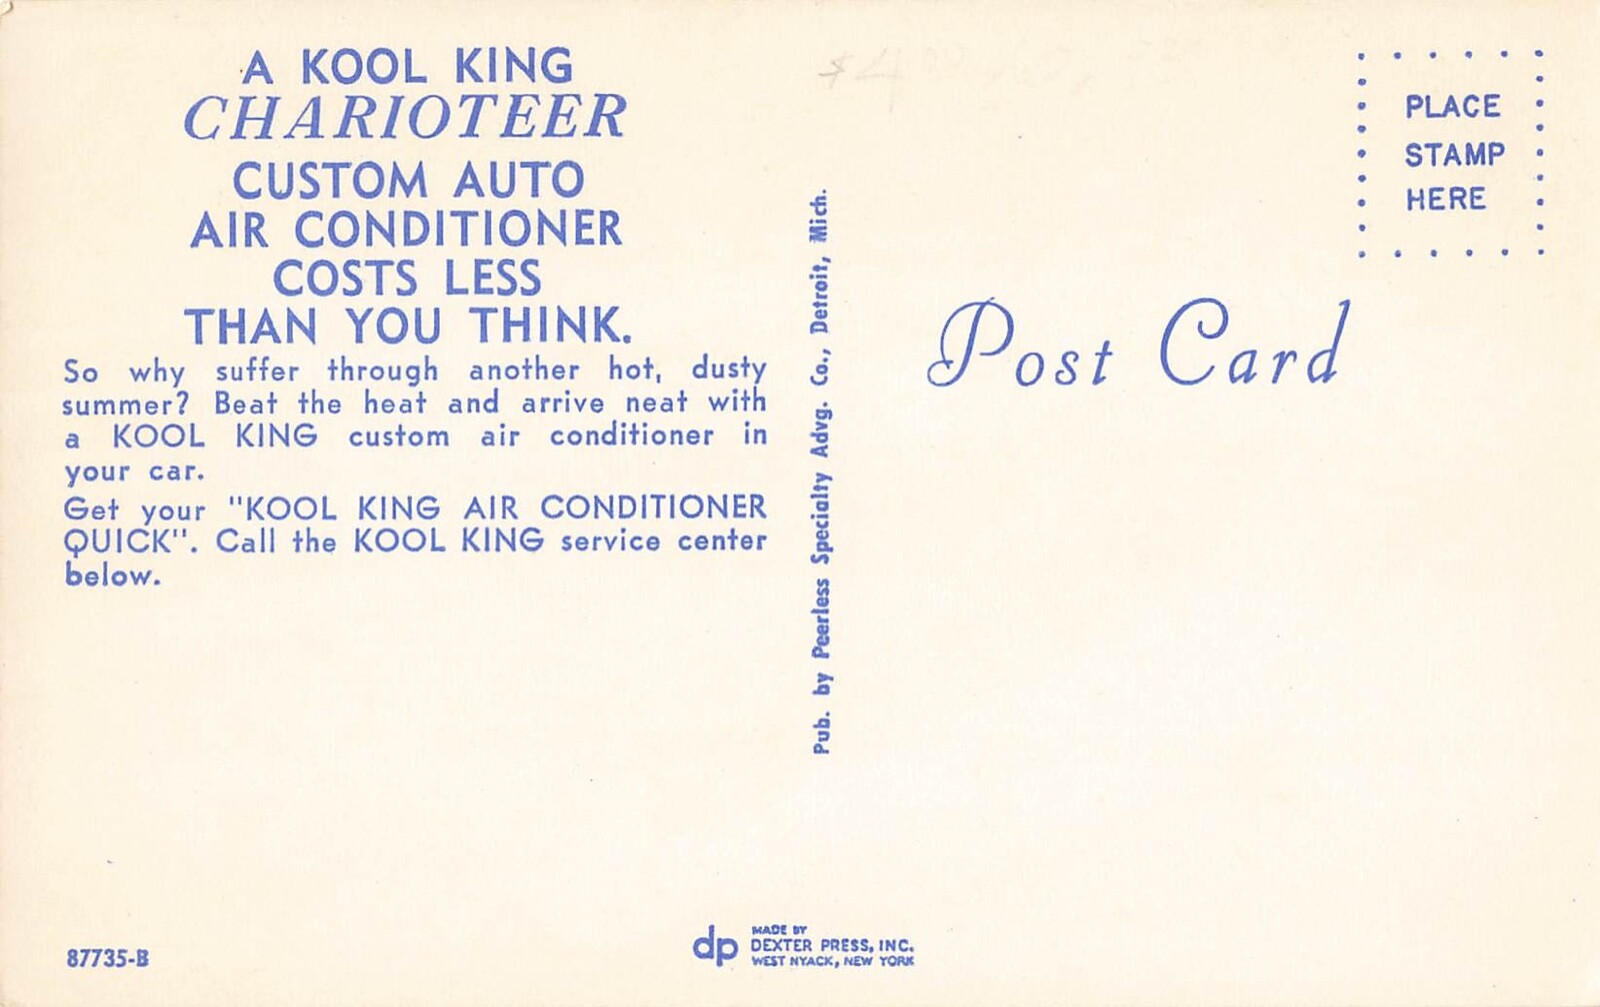 A KOOL KING
CHARIOTEER
CUSTOM AUTO
AIR CONDITIONER
COSTS LESS
THAN YOU THINK.
So why suffer through another hot, dusty
summer? Beat the heat and arrive neat with
a KOOL KING custom air conditioner in
your car.
Get your "KOOL KING AIR CONDITIONER
QUICK". Call the KOOL KING service center
below.
87735-B
Pub. by Peerless Specialty Advg. Co., Detroit, Mich.
dp
MADE BY
DEXTER PRESS, INC.
WEST NYACK, NEW YORK
PLACE
STAMP
HERE
Post Card